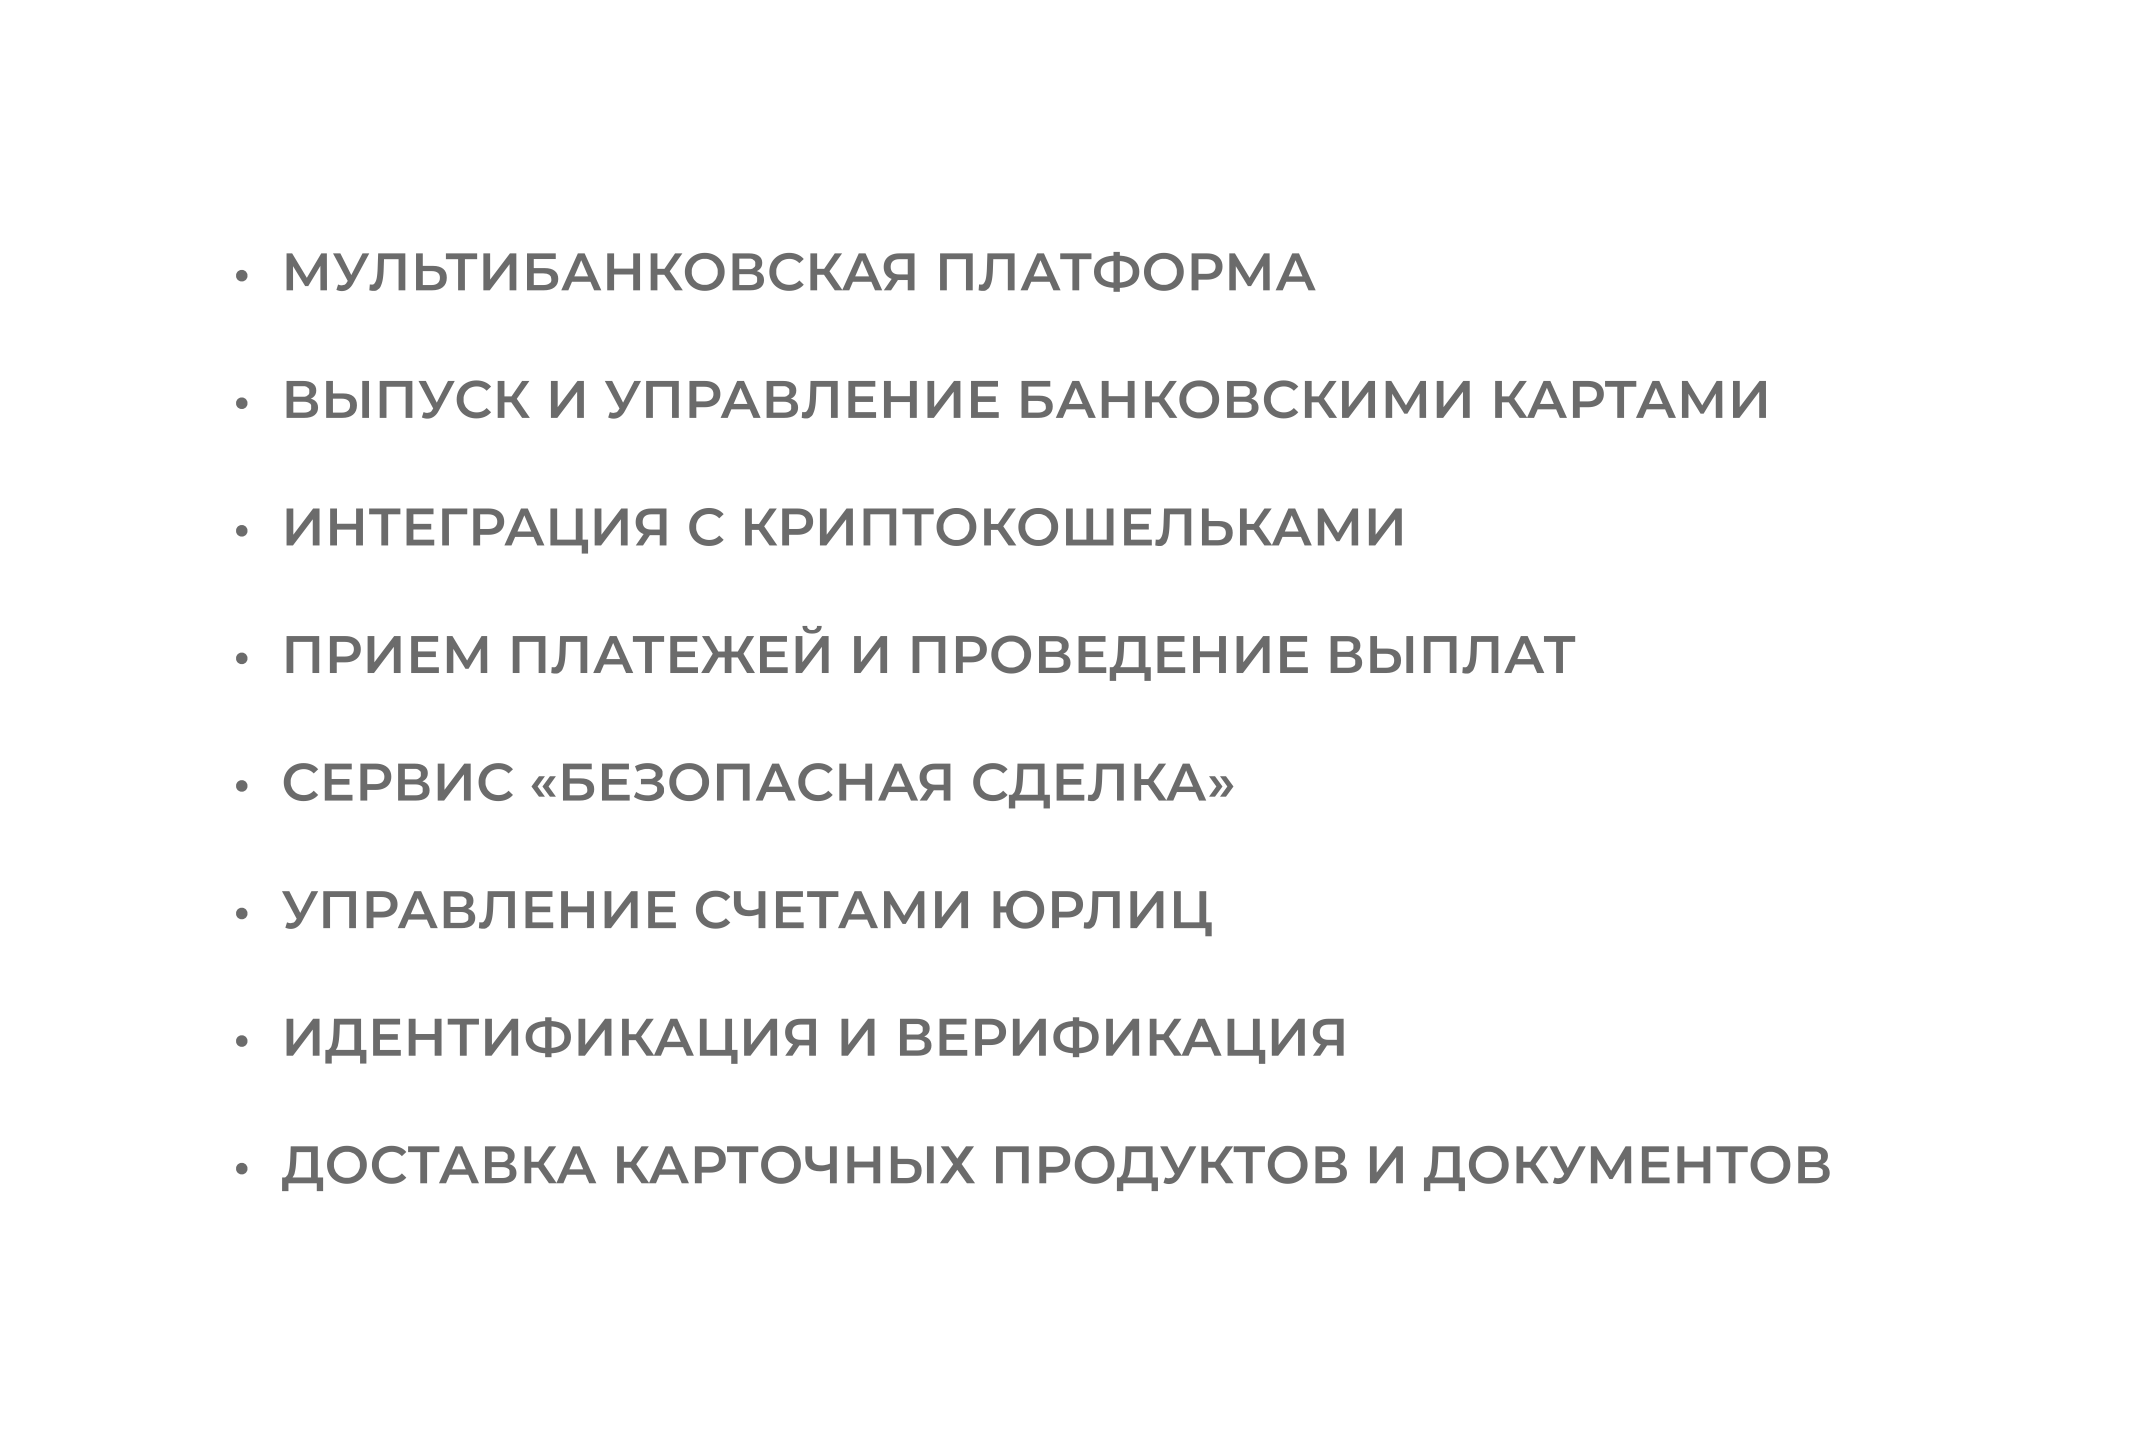 • МУЛЬТИБАНКОВСКАЯ ПЛАТФОРМА
• ВЫПУСК И УПРАВЛЕНИЕ БАНКОВСКИМИ КАРТАМИ
• ИНТЕГРАЦИЯ С КРИПТОКОШЕЛЬКАМИ
• ПРИЕМ ПЛАТЕЖЕЙ И ПРОВЕДЕНИЕ ВЫПЛАТ
• СЕРВИС «БЕЗОПАСНАЯ СДЕЛКА»
• УПРАВЛЕНИЕ СЧЕТАМИ ЮРЛИЦ
• ИДЕНТИФИКАЦИЯ И ВЕРИФИКАЦИЯ
• ДОСТАВКА КАРТОЧНЫХ ПРОДУКТОВ И ДОКУМЕНТОВ